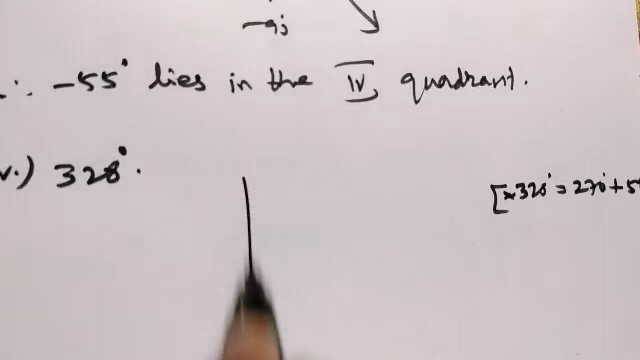 ∴ -55° lies in the IV quadrant.
v.) 328°.
[328° = 270° + 5